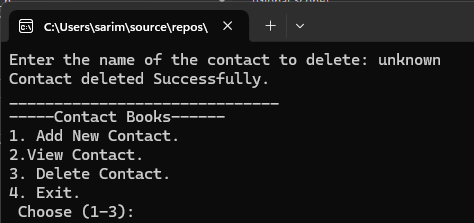 C:\Users\sarim\source\repos\
Enter the name of the contact to delete: unknown
Contact deleted Successfully.
______________________________
-----Contact Books------
1. Add New Contact.
2.View Contact.
3. Delete Contact.
4. Exit.
Choose (1-3):